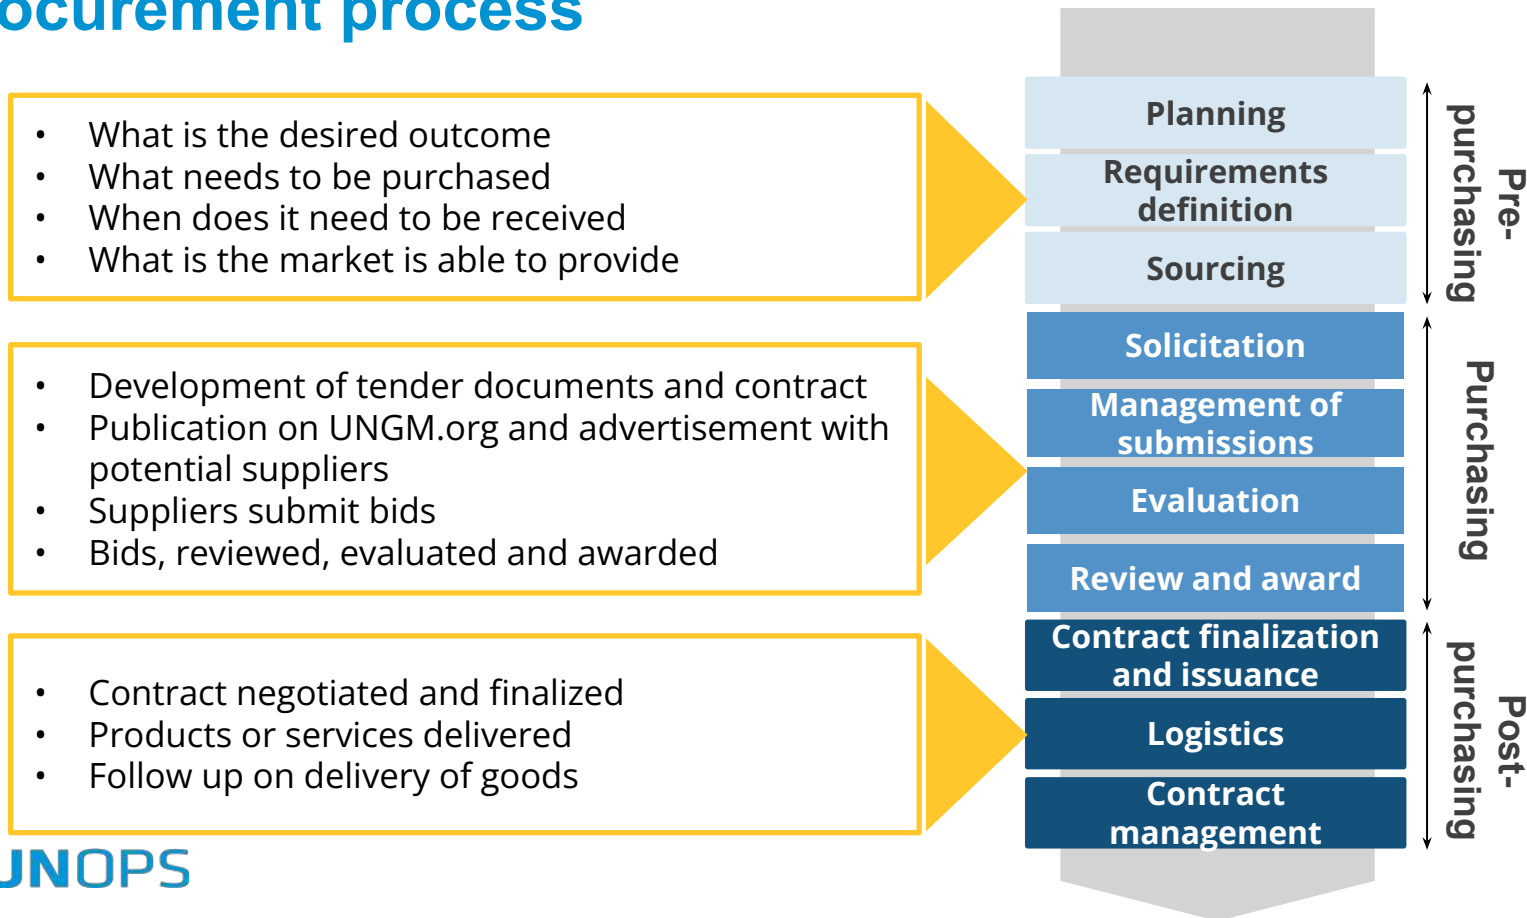 ocurement process
• What is the desired outcome
• What needs to be purchased
• When does it need to be received
• What is the market is able to provide
• Development of tender documents and contract
• Publication on UNGM.org and advertisement with
potential suppliers
• Suppliers submit bids
• Bids, reviewed, evaluated and awarded
• Contract negotiated and finalized
• Products or services delivered
• Follow up on delivery of goods
Planning
Requirements
definition
Sourcing
Solicitation
Management of
submissions
Evaluation
Review and award
Contract finalization
and issuance
Logistics
Contract
management
Pre-
purchasing
Purchasing
Post-
purchasing
UNOPS